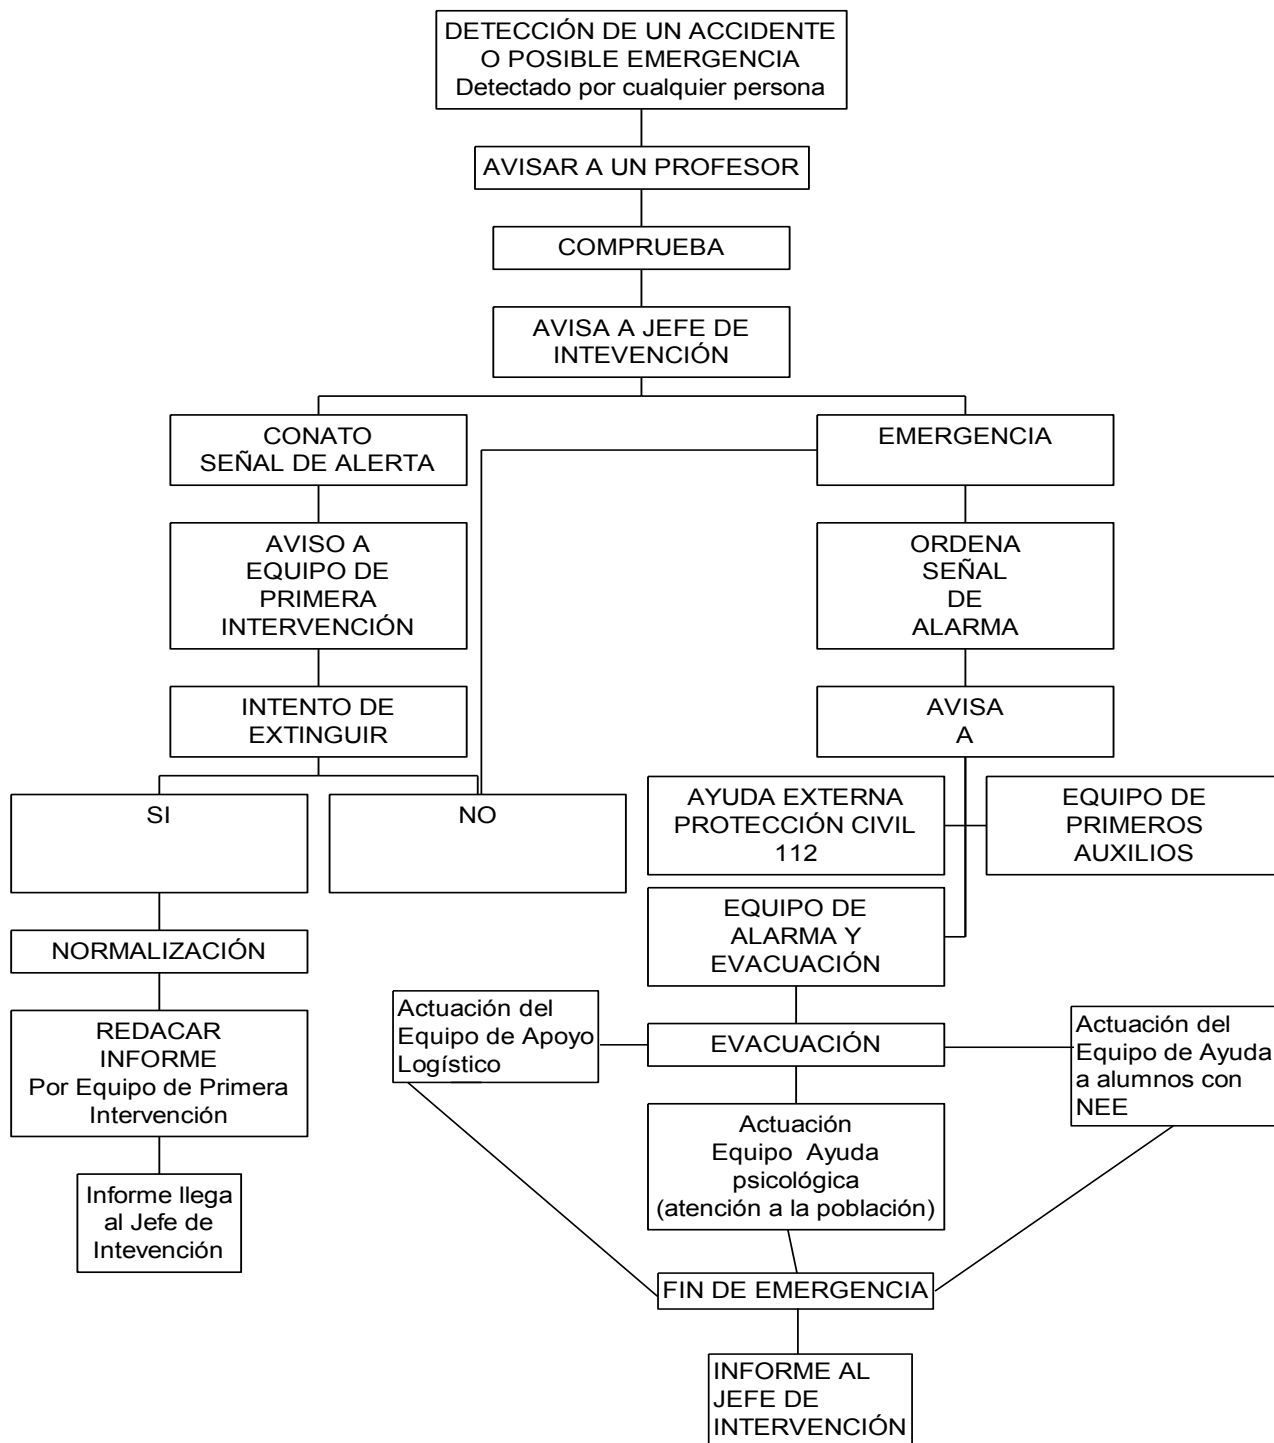 DETECCIÓN DE UN ACCIDENTE
O POSIBLE EMERGENCIA
Detectado por cualquier persona
AVISAR A UN PROFESOR
COMPRUEBA
AVISA A JEFE DE
INTEVENCIÓN
CONATO
SEÑAL DE ALERTA
EMERGENCIA
AVISO A
EQUIPO DE
PRIMERA
INTERVENCIÓN
ORDENA
SEÑAL
DE
ALARMA
INTENTO DE
EXTINGUIR
AVISA
A
SI
NO
AYUDA EXTERNA
PROTECCIÓN CIVIL
112
EQUIPO DE
PRIMEROS
AUXILIOS
EQUIPO DE
ALARMA Y
EVACUACIÓN
NORMALIZACIÓN
REDACAR
INFORME
Por Equipo de Primera
Intervención
Actuación del
Equipo de Apoyo
Logístico
EVACUACIÓN
Actuación del
Equipo de Ayuda
a alumnos con
NEE
Actuación
Equipo  Ayuda
psicológica
(atención a la población)
Informe llega
al Jefe de
Intevención
FIN DE EMERGENCIA
INFORME AL
JEFE DE
INTERVENCIÓN